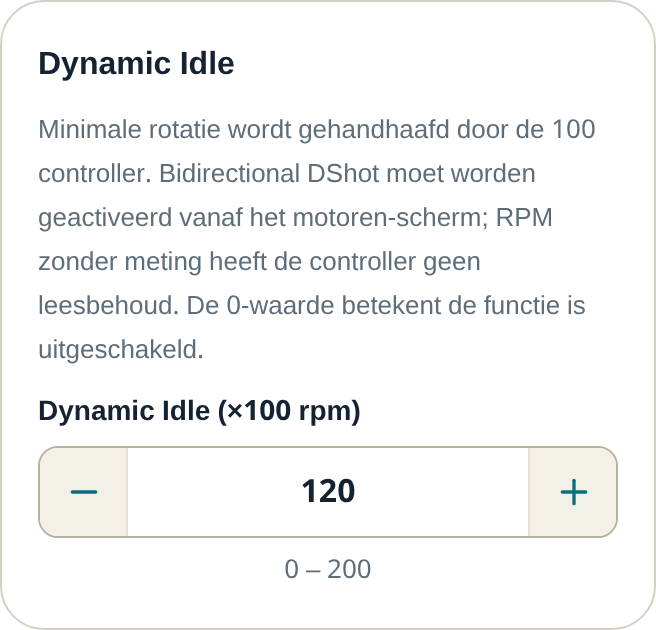 Dynamic Idle
Minimale rotatie wordt gehandhaafd door de 100
controller. Bidirectional DShot moet worden
geactiveerd vanaf het motoren-scherm; RPM
zonder meting heeft de controller geen
leesbehoud. De 0-waarde betekent de functie is
uitgeschakeld.
Dynamic Idle (×100 rpm)
− 120 +
0 – 200